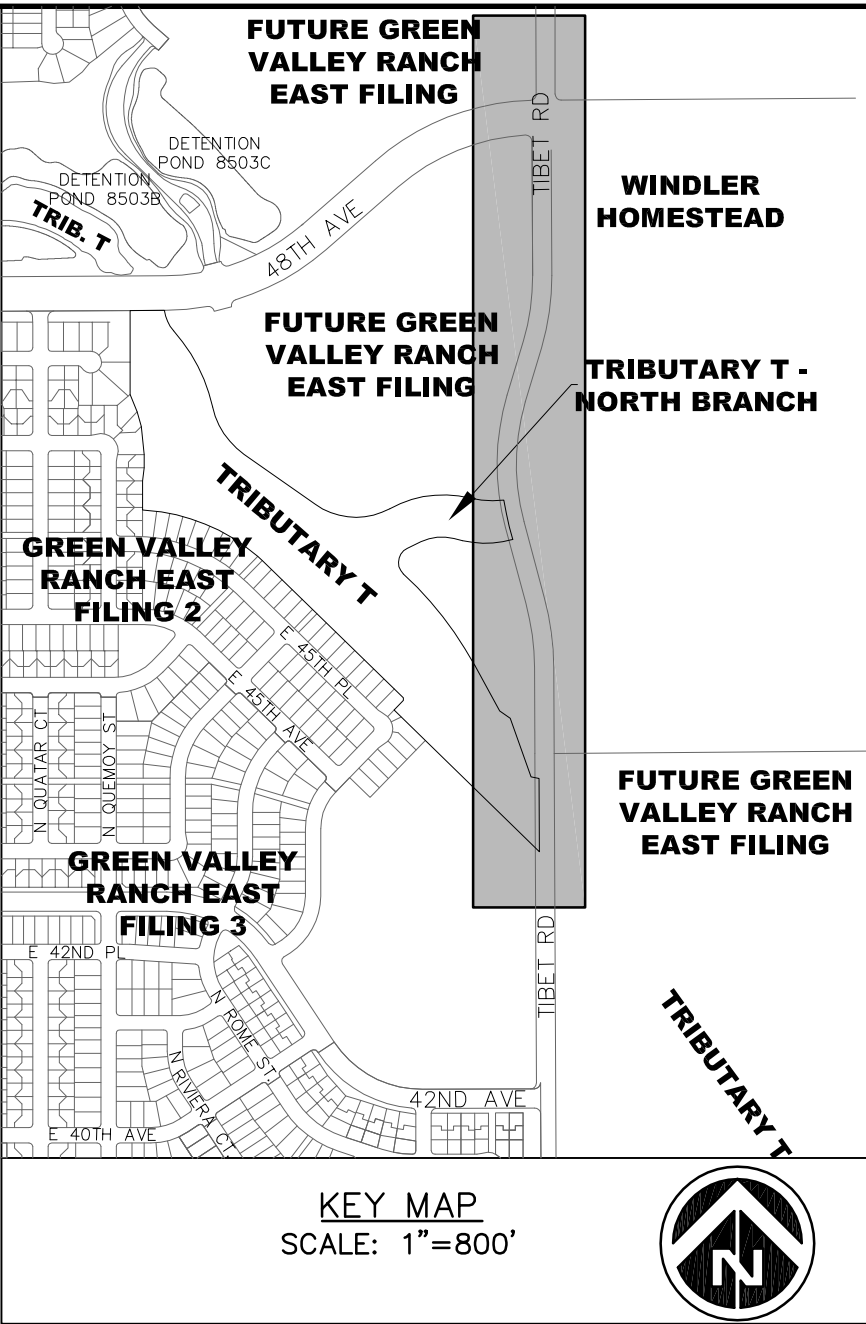 FUTURE GREEN
VALLEY RANCH
EAST FILING
TIBET RD
DETENTION
POND 8503C
DETENTION
POND 8503B
TRIB. T
48TH AVE
WINDLER
HOMESTEAD
FUTURE GREEN
VALLEY RANCH
EAST FILING
TRIBUTARY T -
NORTH BRANCH
TRIBUTARY T
GREEN VALLEY
RANCH EAST
FILING 2
E 45TH PL
E 45TH AVE
N QUATAR CT
N QUEMOY ST
FUTURE GREEN
VALLEY RANCH
EAST FILING
GREEN VALLEY
RANCH EAST
FILING 3
E 42ND PL
TIBET RD
N ROME ST.
N RIVIERA CT.
TRIBUTARY T
42ND AVE
E 40TH AVE
KEY MAP
SCALE: 1"=800'
N